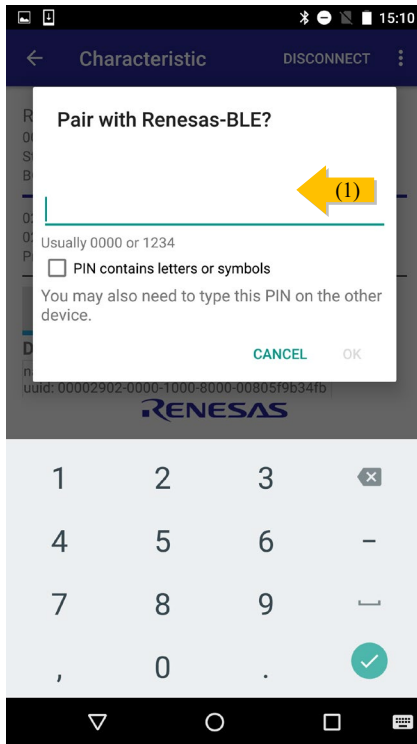 15:10
Characteristic
DISCONNECT
R
Pair with Renesas-BLE?
(1)
Usually 0000 or 1234
PIN contains letters or symbols
You may also need to type this PIN on the other
device.
CANCEL
OK
D
uuid: 00002902-0000-1000-8000-00805f9b34fb
RENESAS
1 2 3
4 5 6 –
7 8 9
, 0 .